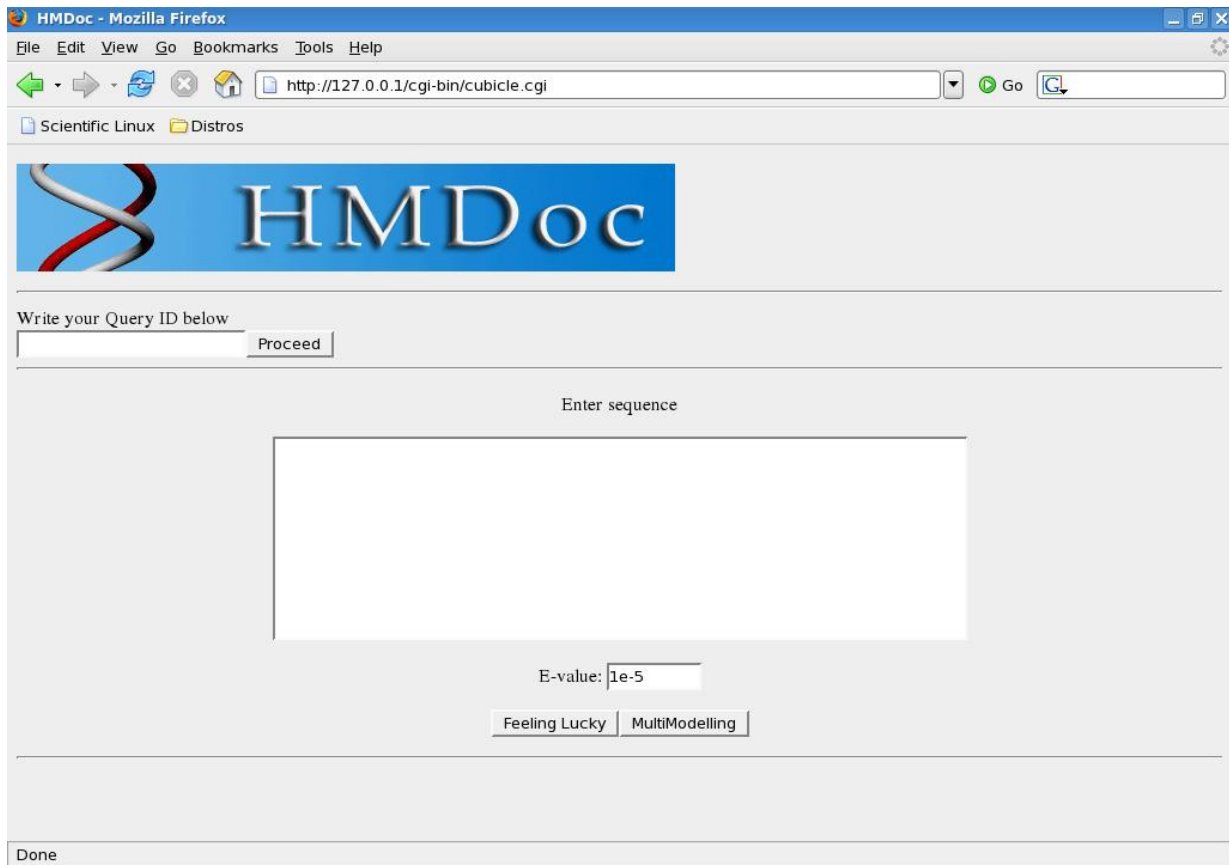 HMDoc - Mozilla Firefox
File Edit View Go Bookmarks Tools Help
http://127.0.0.1/cgi-bin/cubicle.cgi Go G
Scientific Linux Distros
HMDoc
Write your Query ID below
Proceed
Enter sequence
E-value: 1e-5
Feeling Lucky MultiModelling
Done